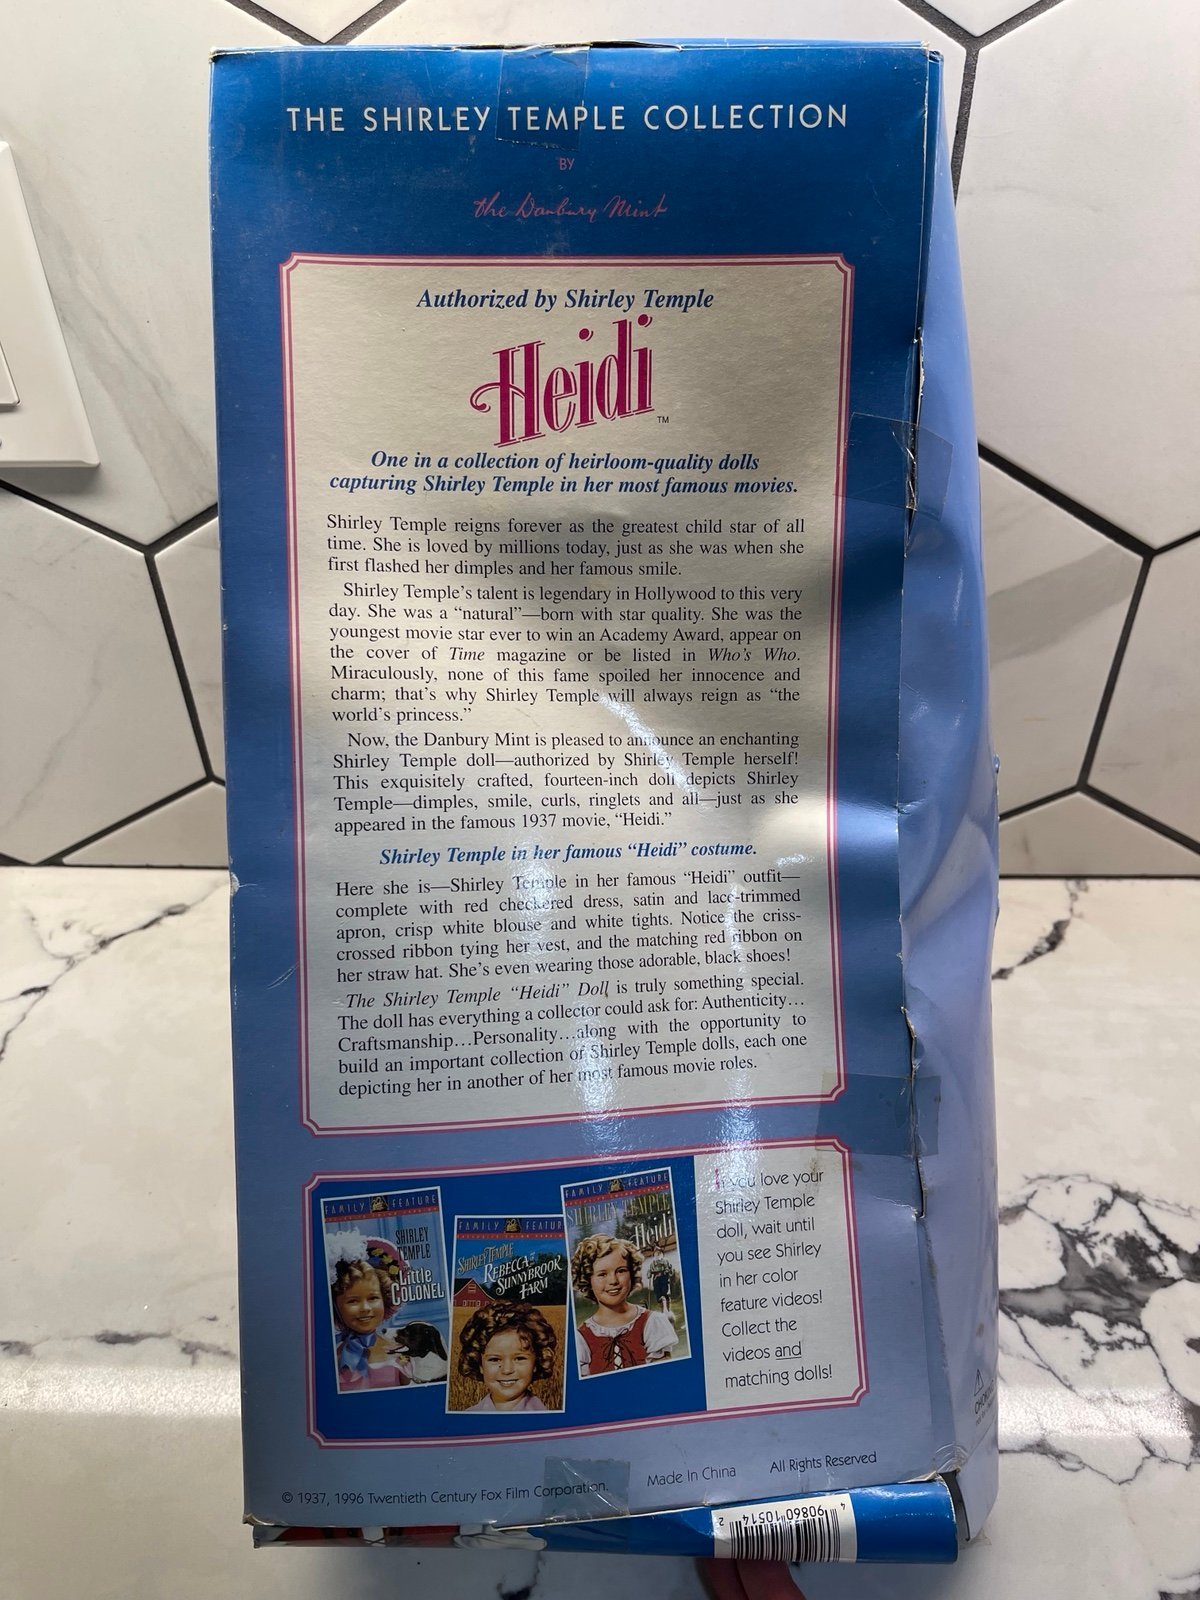 THE SHIRLEY TEMPLE COLLECTION
BY
the Danbury Mint
Authorized by Shirley Temple
Heidi
TM
One in a collection of heirloom-quality dolls
capturing Shirley Temple in her most famous movies.
Shirley Temple reigns forever as the greatest child star of all
time. She is loved by millions today, just as she was when she
first flashed her dimples and her famous smile.
Shirley Temple's talent is legendary in Hollywood to this very
day. She was a “natural”—born with star quality. She was the
youngest movie star ever to win an Academy Award, appear on
the cover of Time magazine or be listed in Who's Who.
Miraculously, none of this fame spoiled her innocence and
charm; that's why Shirley Temple will always reign as “the
world's princess.”
Now, the Danbury Mint is pleased to announce an enchanting
Shirley Temple doll—authorized by Shirley Temple herself!
This exquisitely crafted, fourteen-inch doll depicts Shirley
Temple—dimples, smile, curls, ringlets and all—just as she
appeared in the famous 1937 movie, “Heidi.”
Shirley Temple in her famous “Heidi” costume.
Here she is—Shirley Temple in her famous “Heidi” outfit—
complete with red checkered dress, satin and lace-trimmed
apron, crisp white blouse and white tights. Notice the criss-
crossed ribbon tying her vest, and the matching red ribbon on
her straw hat. She's even wearing those adorable, black shoes!
The Shirley Temple “Heidi” Doll is truly something special.
The doll has everything a collector could ask for: Authenticity…
Craftsmanship…Personality…along with the opportunity to
build an important collection of Shirley Temple dolls, each one
depicting her in another of her most famous movie roles.
FAMILY FEATURE
SHIRLEY
TEMPLE
Little
COLONEL
FAMILY FEATUR
SHIRLEY TEMPLE
REBECCA OF
SUNNYBROOK
FARM
FAMILY FEATURE
SHIRLEY TEMPLE
Heidi
If you love your
Shirley Temple
doll, wait until
you see Shirley
in her color
feature videos!
Collect the
videos and
matching dolls!
© 1937, 1996 Twentieth Century Fox Film Corporation.
Made In China
All Rights Reserved
4 90860 10514 2